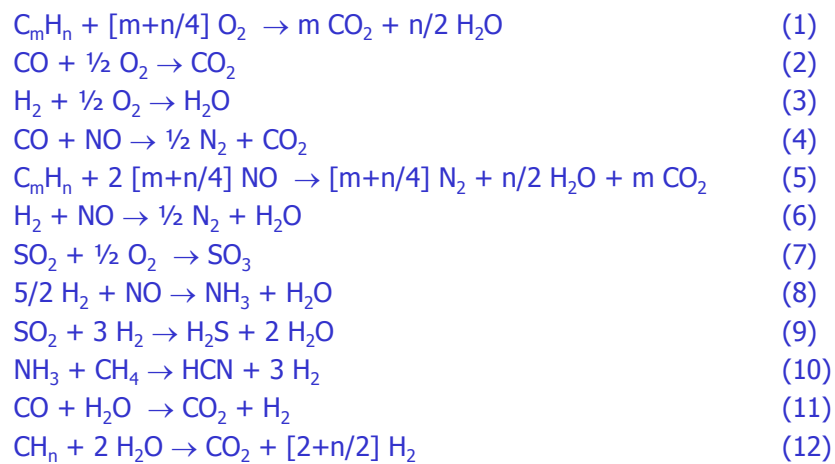 CₘHₙ + [m+n/4] O₂ → m CO₂ + n/2 H₂O (1)
CO + ½ O₂ → CO₂ (2)
H₂ + ½ O₂ → H₂O (3)
CO + NO → ½ N₂ + CO₂ (4)
CₘHₙ + 2 [m+n/4] NO → [m+n/4] N₂ + n/2 H₂O + m CO₂ (5)
H₂ + NO → ½ N₂ + H₂O (6)
SO₂ + ½ O₂ → SO₃ (7)
5/2 H₂ + NO → NH₃ + H₂O (8)
SO₂ + 3 H₂ → H₂S + 2 H₂O (9)
NH₃ + CH₄ → HCN + 3 H₂ (10)
CO + H₂O → CO₂ + H₂ (11)
CHₙ + 2 H₂O → CO₂ + [2+n/2] H₂ (12)